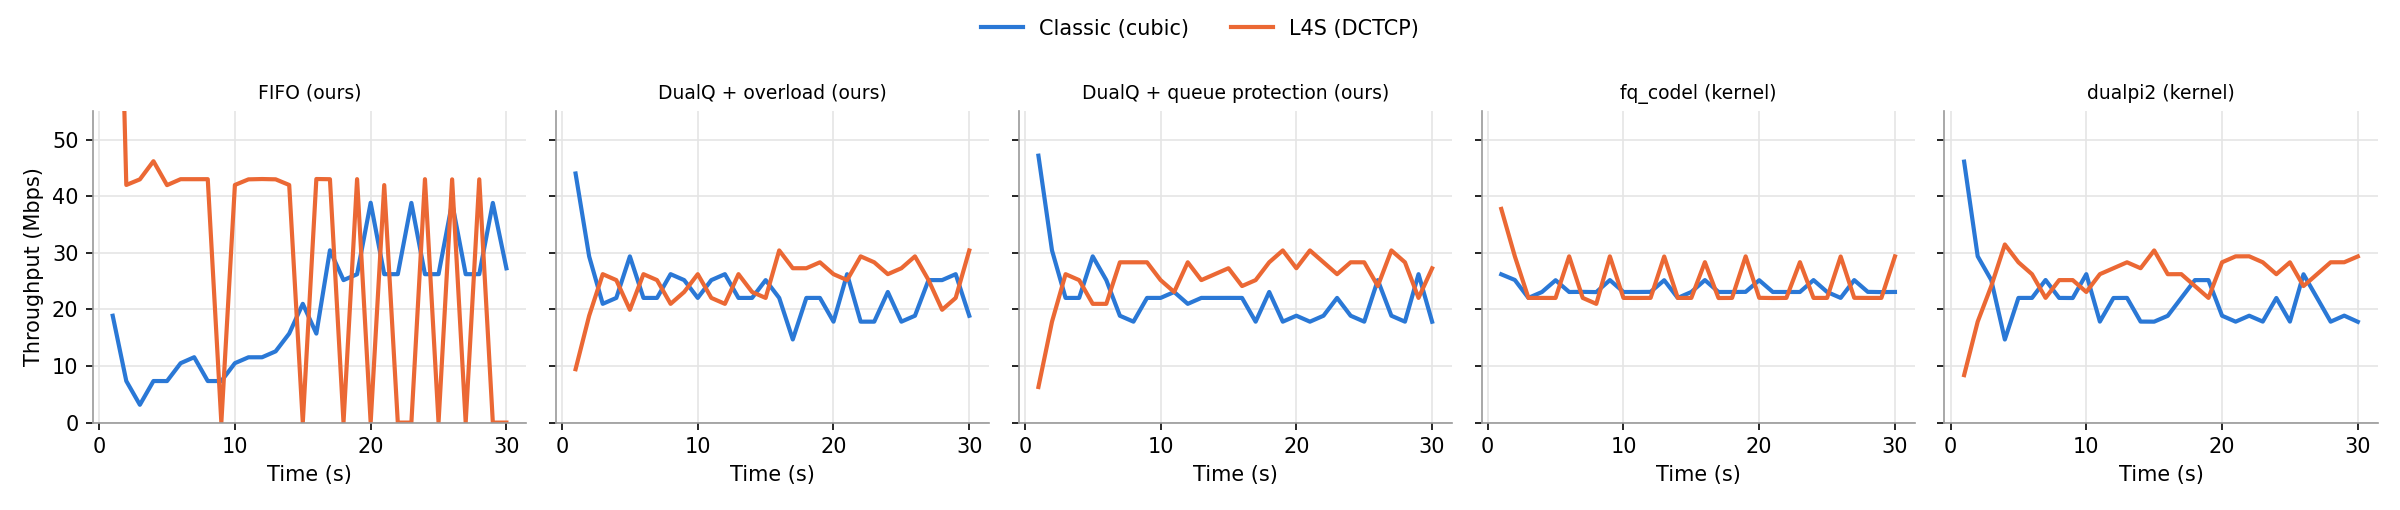 Classic (cubic) L4S (DCTCP)
FIFO (ours) DualQ + overload (ours) DualQ + queue protection (ours) fq_codel (kernel) dualpi2 (kernel)
Throughput (Mbps)
50
40
30
20
10
0
0 10 20 30 0 10 20 30 0 10 20 30 0 10 20 30 0 10 20 30
Time (s) Time (s) Time (s) Time (s) Time (s)